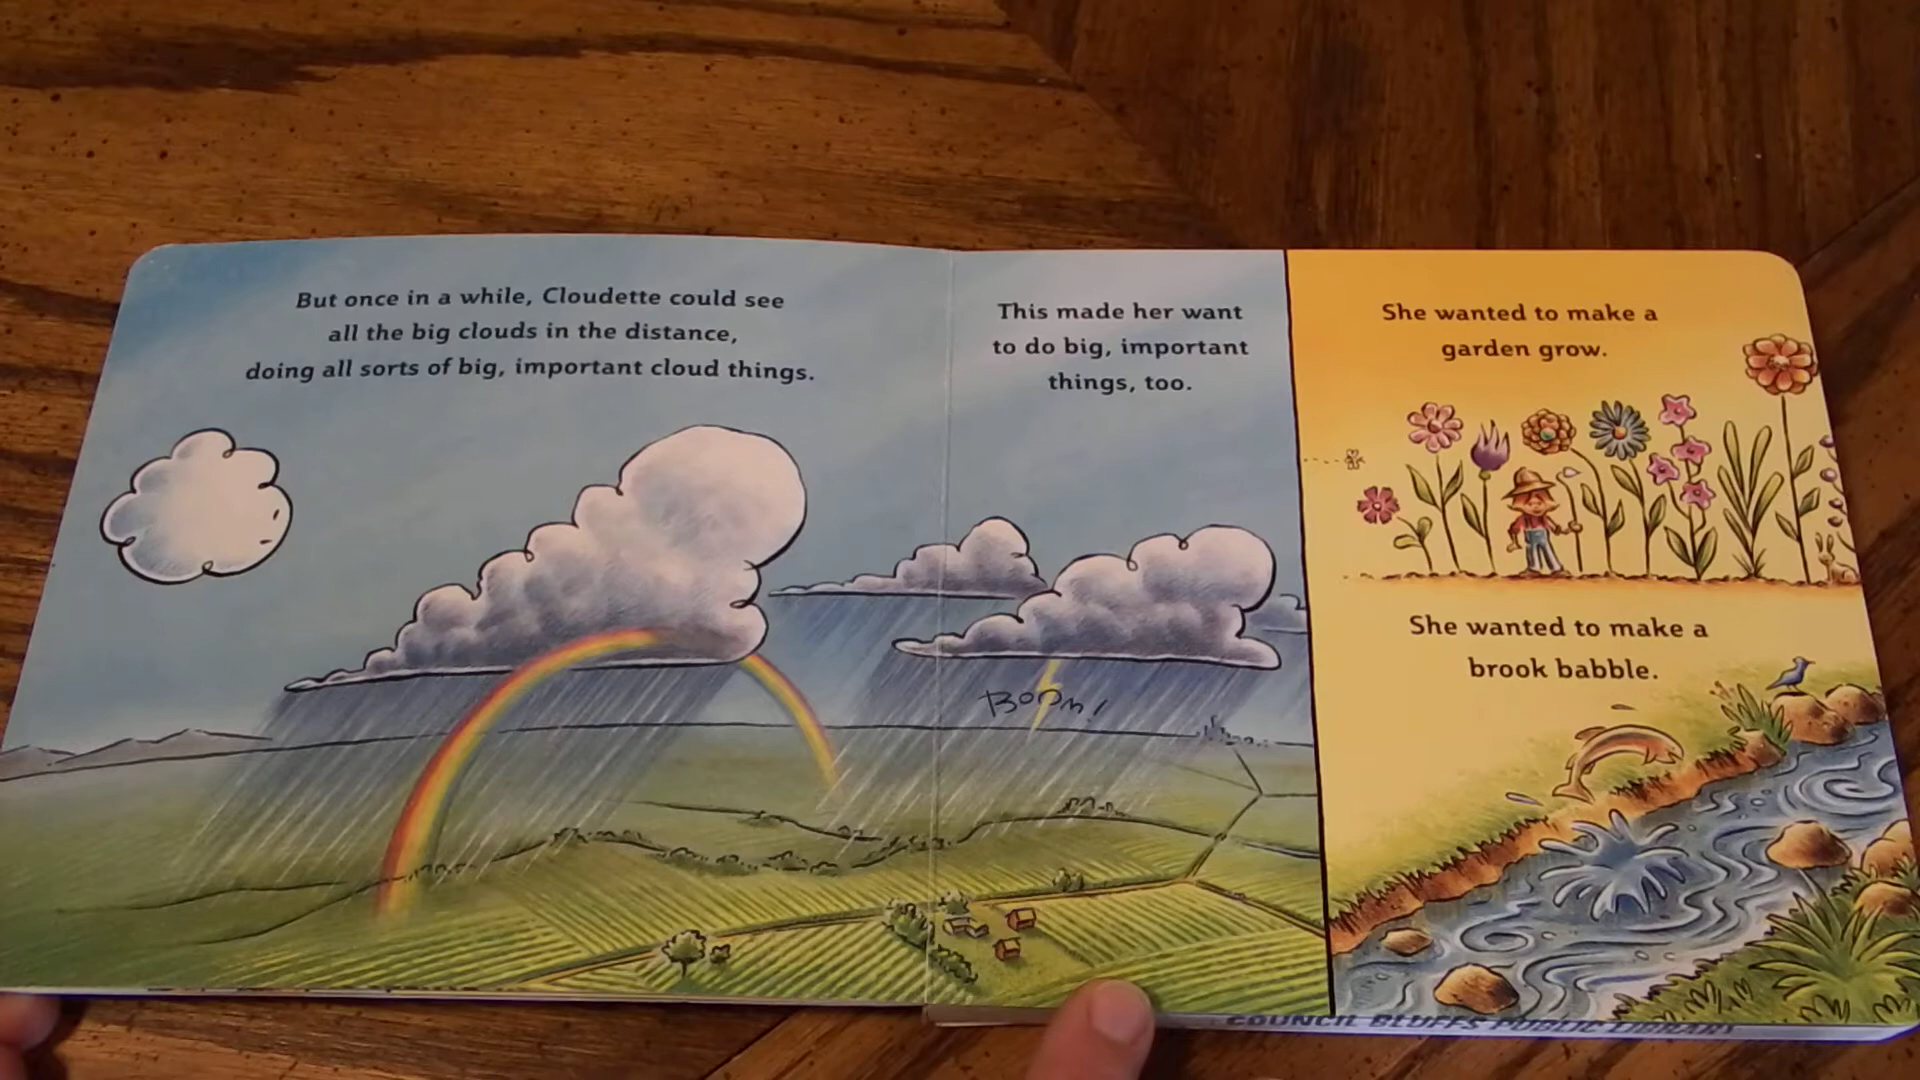 But once in a while, Cloudette could see
all the big clouds in the distance,
doing all sorts of big, important cloud things.
This made her want
to do big, important
things, too.
BOOM!
She wanted to make a
garden grow.
She wanted to make a
brook babble.
COUNCIL BLUFFS PUBLIC LIBRARY